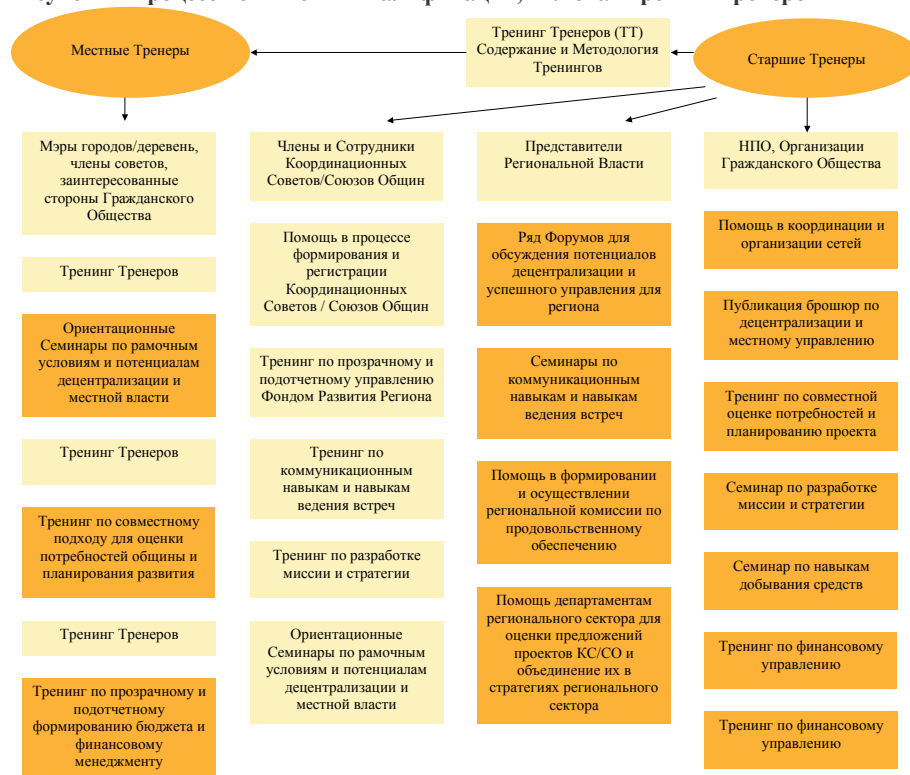 Местные Тренеры
Тренинг Тренеров (ТТ)
Содержание и Методология
Тренингов
Старшие Тренеры
Мэры городов/деревень,
члены советов,
заинтересованные
стороны Гражданского
Общества
Тренинг Тренеров
Ориентационные
Семинары по рамочным
условиям и потенциалам
децентрализации и
местной власти
Тренинг Тренеров
Тренинг по совместному
подходу для оценки
потребностей общины и
планирования развития
Тренинг Тренеров
Тренинг по прозрачному и
подотчетному
формированию бюджета и
финансовому
менеджменту
Члены и Сотрудники
Координационных
Советов/Союзов Общин
Помощь в процессе
формирования и
регистрации
Координационных
Советов / Союзов Общин
Тренинг по прозрачному и
подотчетному управлению
Фондом Развития Региона
Тренинг по
коммуникационным
навыкам и навыкам
ведения встреч
Тренинг по разработке
миссии и стратегии
Ориентационные
Семинары по рамочным
условиям и потенциалам
децентрализации и
местной власти
Представители
Региональной Власти
Ряд Форумов для
обсуждения потенциалов
децентрализации и
успешного управления для
региона
Семинары по
коммуникационным
навыкам и навыкам
ведения встреч
Помощь в формировании
и осуществлении
региональной комиссии по
продовольственному
обеспечению
Помощь департаментам
регионального сектора для
оценки предложений
проектов КС/СО и
объединение их в
стратегиях регионального
сектора
НПО, Организации
Гражданского Общества
Помощь в координации и
организации сетей
Публикация брошюр по
децентрализации и
местному управлению
Тренинг по совместной
оценке потребностей и
планированию проекта
Семинар по разработке
миссии и стратегии
Семинар по навыкам
добывания средств
Тренинг по финансовому
управлению
Тренинг по финансовому
управлению